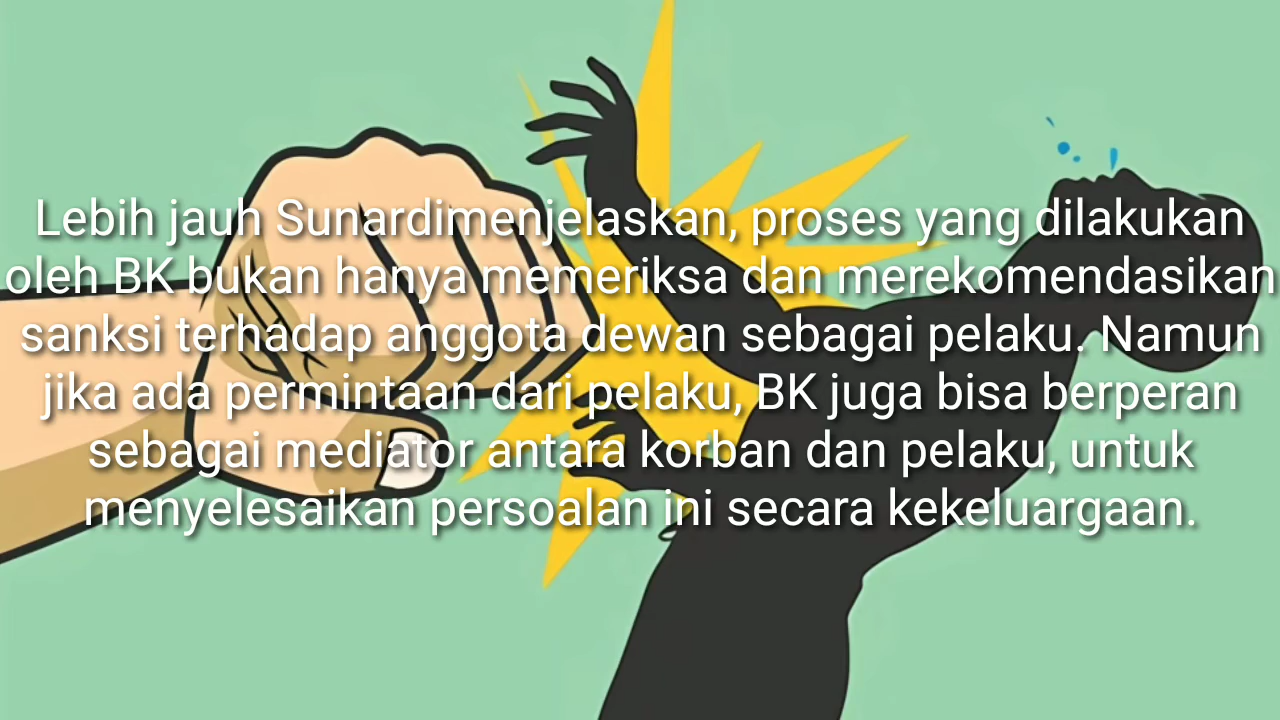 Lebih jauh Sunardimenjelaskan, proses yang dilakukan
oleh BK bukan hanya memeriksa dan merekomendasikan
sanksi terhadap anggota dewan sebagai pelaku. Namun
jika ada permintaan dari pelaku, BK juga bisa berperan
sebagai mediator antara korban dan pelaku, untuk
menyelesaikan persoalan ini secara kekeluargaan.